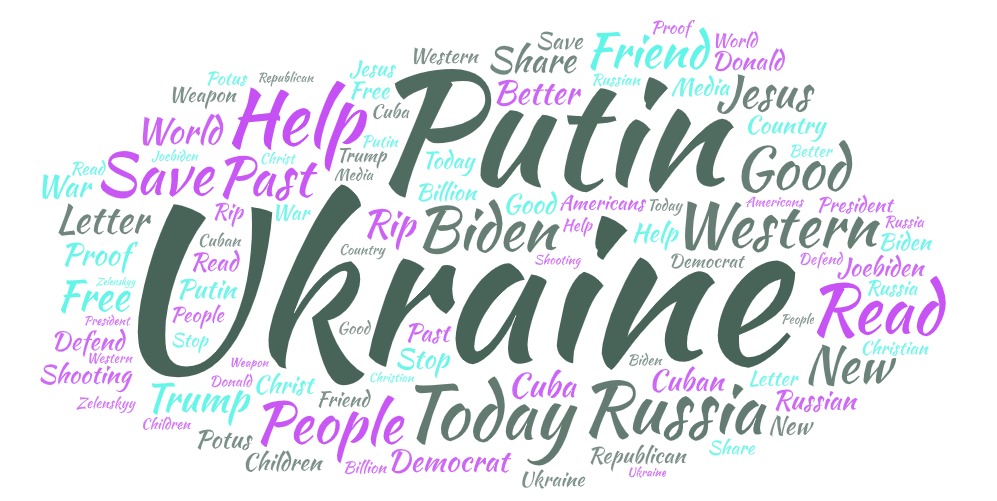 Proof
World
Save
Friend
Western
Share
Donald
Jesus
Potus
Republican
Russian
Media
Free
Better
Jesus
Weapon
Help
Cuba
Putin
Country
World
Putin
Better
Joebiden
Christ
Trump
Today
Good
Read
Save
Past
Media
War
Billion
Good
Americans
Today
Americans
President
Letter
Rip
War
Rip
Biden
Help
Help
Western
Russia
Cuban
Biden
Proof
Country
Read
Shooting
Democrat
Defend
Joebiden
Zelenskyy
Free
Putin
Ukraine
Russia
President
People
Good
People
Read
Defend
Stop
Past
Christian
Western
Weapon
Stop
Biden
New
Shooting
Donald
Christ
Christian
Cuba
Cuban
Letter
Zelenskyy
Trump
Friend
Today
Russia
Russian
Children
People
New
Potus
Share
Children
Billion
Democrat
Republican
Ukraine
Ukraine